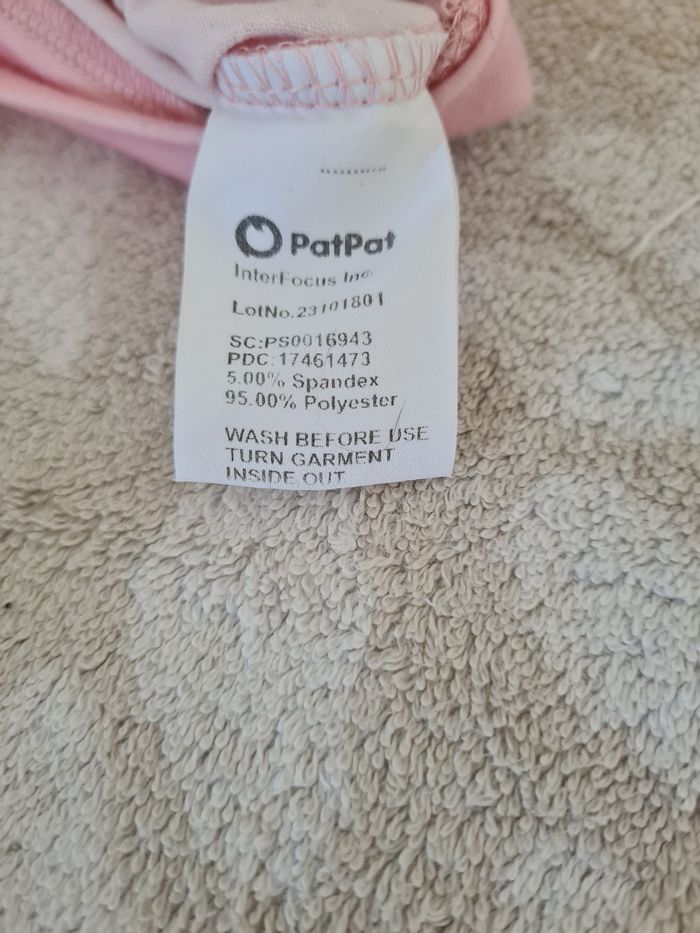 PatPat
InterFocus Inc.
LotNo.23101801
SC:PS0016943
PDC:17461473
5.00% Spandex
95.00% Polyester
WASH BEFORE USE
TURN GARMENT
INSIDE OUT